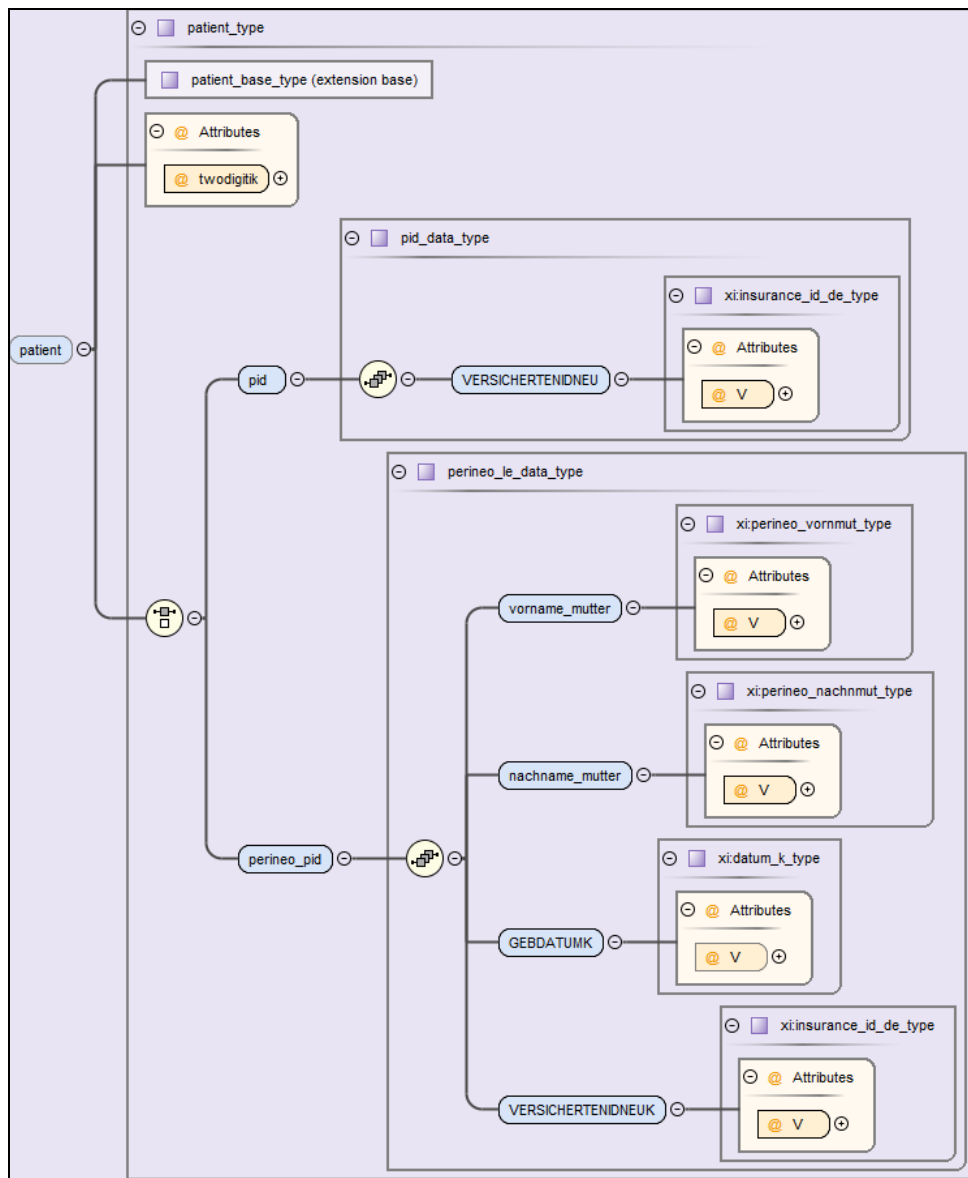 patient_type
patient_base_type (extension base)
@ Attributes
@ twodigitik
pid_data_type
xi:insurance_id_de_type
@ Attributes
patient
pid
VERSICHERTENIDNEU
@ V
perineo_le_data_type
xi:perineo_vornmut_type
@ Attributes
vorname_mutter
@ V
xi:perineo_nachnmut_type
@ Attributes
nachname_mutter
@ V
perineo_pid
xi:datum_k_type
@ Attributes
GEBDATUMK
@ V
xi:insurance_id_de_type
@ Attributes
VERSICHERTENIDNEUK
@ V